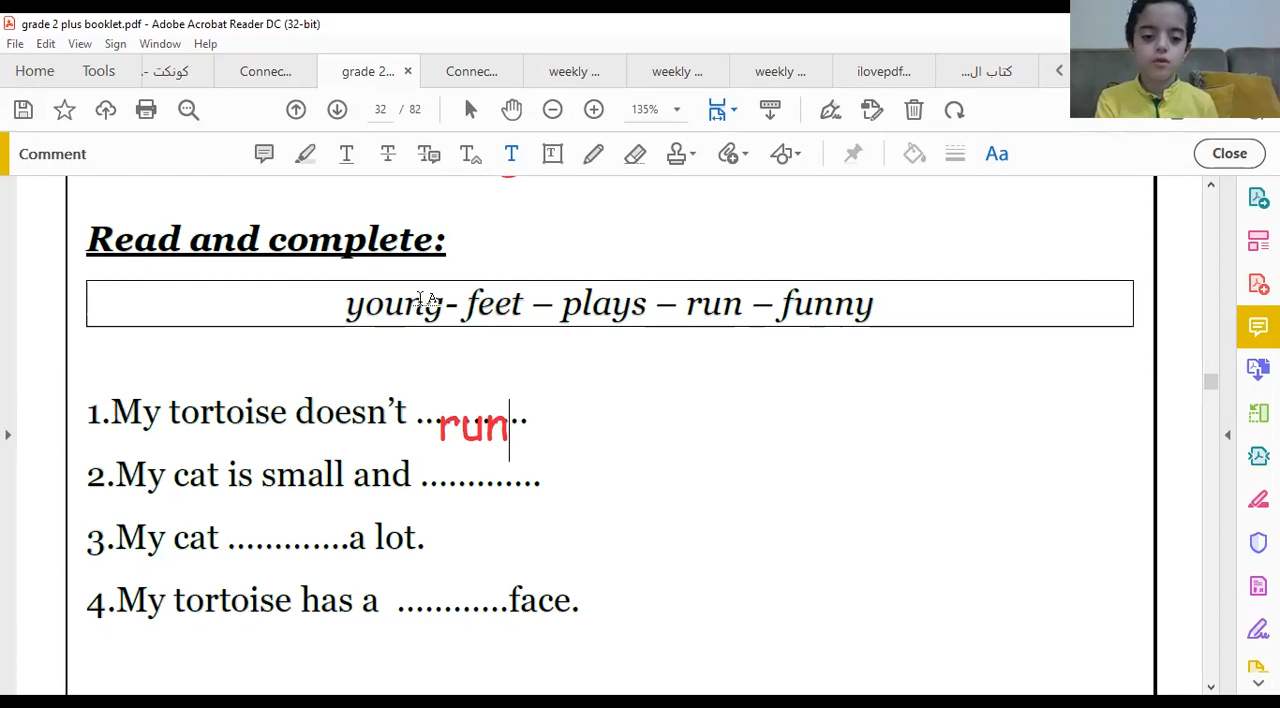 grade 2 plus booklet.pdf - Adobe Acrobat Reader DC (32-bit)
File Edit View Sign Window Help
Home Tools كونكت -. Connec... grade 2... × Connec... weekly ... weekly ... weekly ... ilovepdf... كتاب ال...
32 / 82 135%
Comment T T T T Aa Close
Read and complete:
young- feet – plays – run – funny
1.My tortoise doesn't ... run ..
2.My cat is small and .............
3.My cat .............a lot.
4.My tortoise has a ............face.